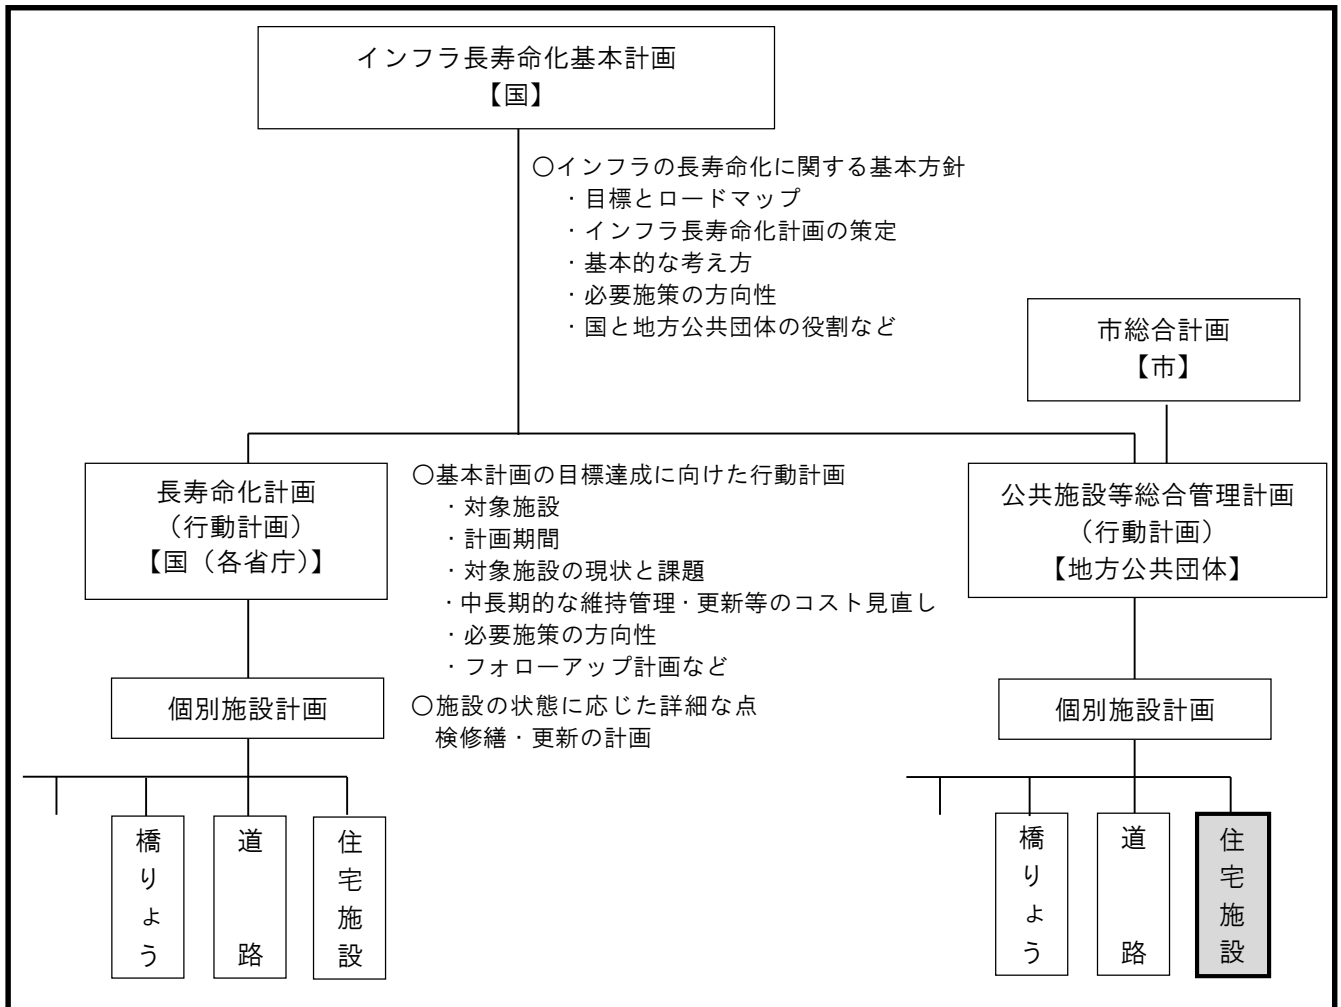 インフラ長寿命化基本計画
【国】
〇インフラの長寿命化に関する基本方針
・目標とロードマップ
・インフラ長寿命化計画の策定
・基本的な考え方
・必要施策の方向性
・国と地方公共団体の役割など
市総合計画
【市】
長寿命化計画
（行動計画）
【国（各省庁）】
〇基本計画の目標達成に向けた行動計画
・対象施設
・計画期間
・対象施設の現状と課題
・中長期的な維持管理・更新等のコスト見直し
・必要施策の方向性
・フォローアップ計画など
公共施設等総合管理計画
（行動計画）
【地方公共団体】
個別施設計画
〇施設の状態に応じた詳細な点
検修繕・更新の計画
個別施設計画
橋りょう
道路
住宅施設
橋りょう
道路
住宅施設